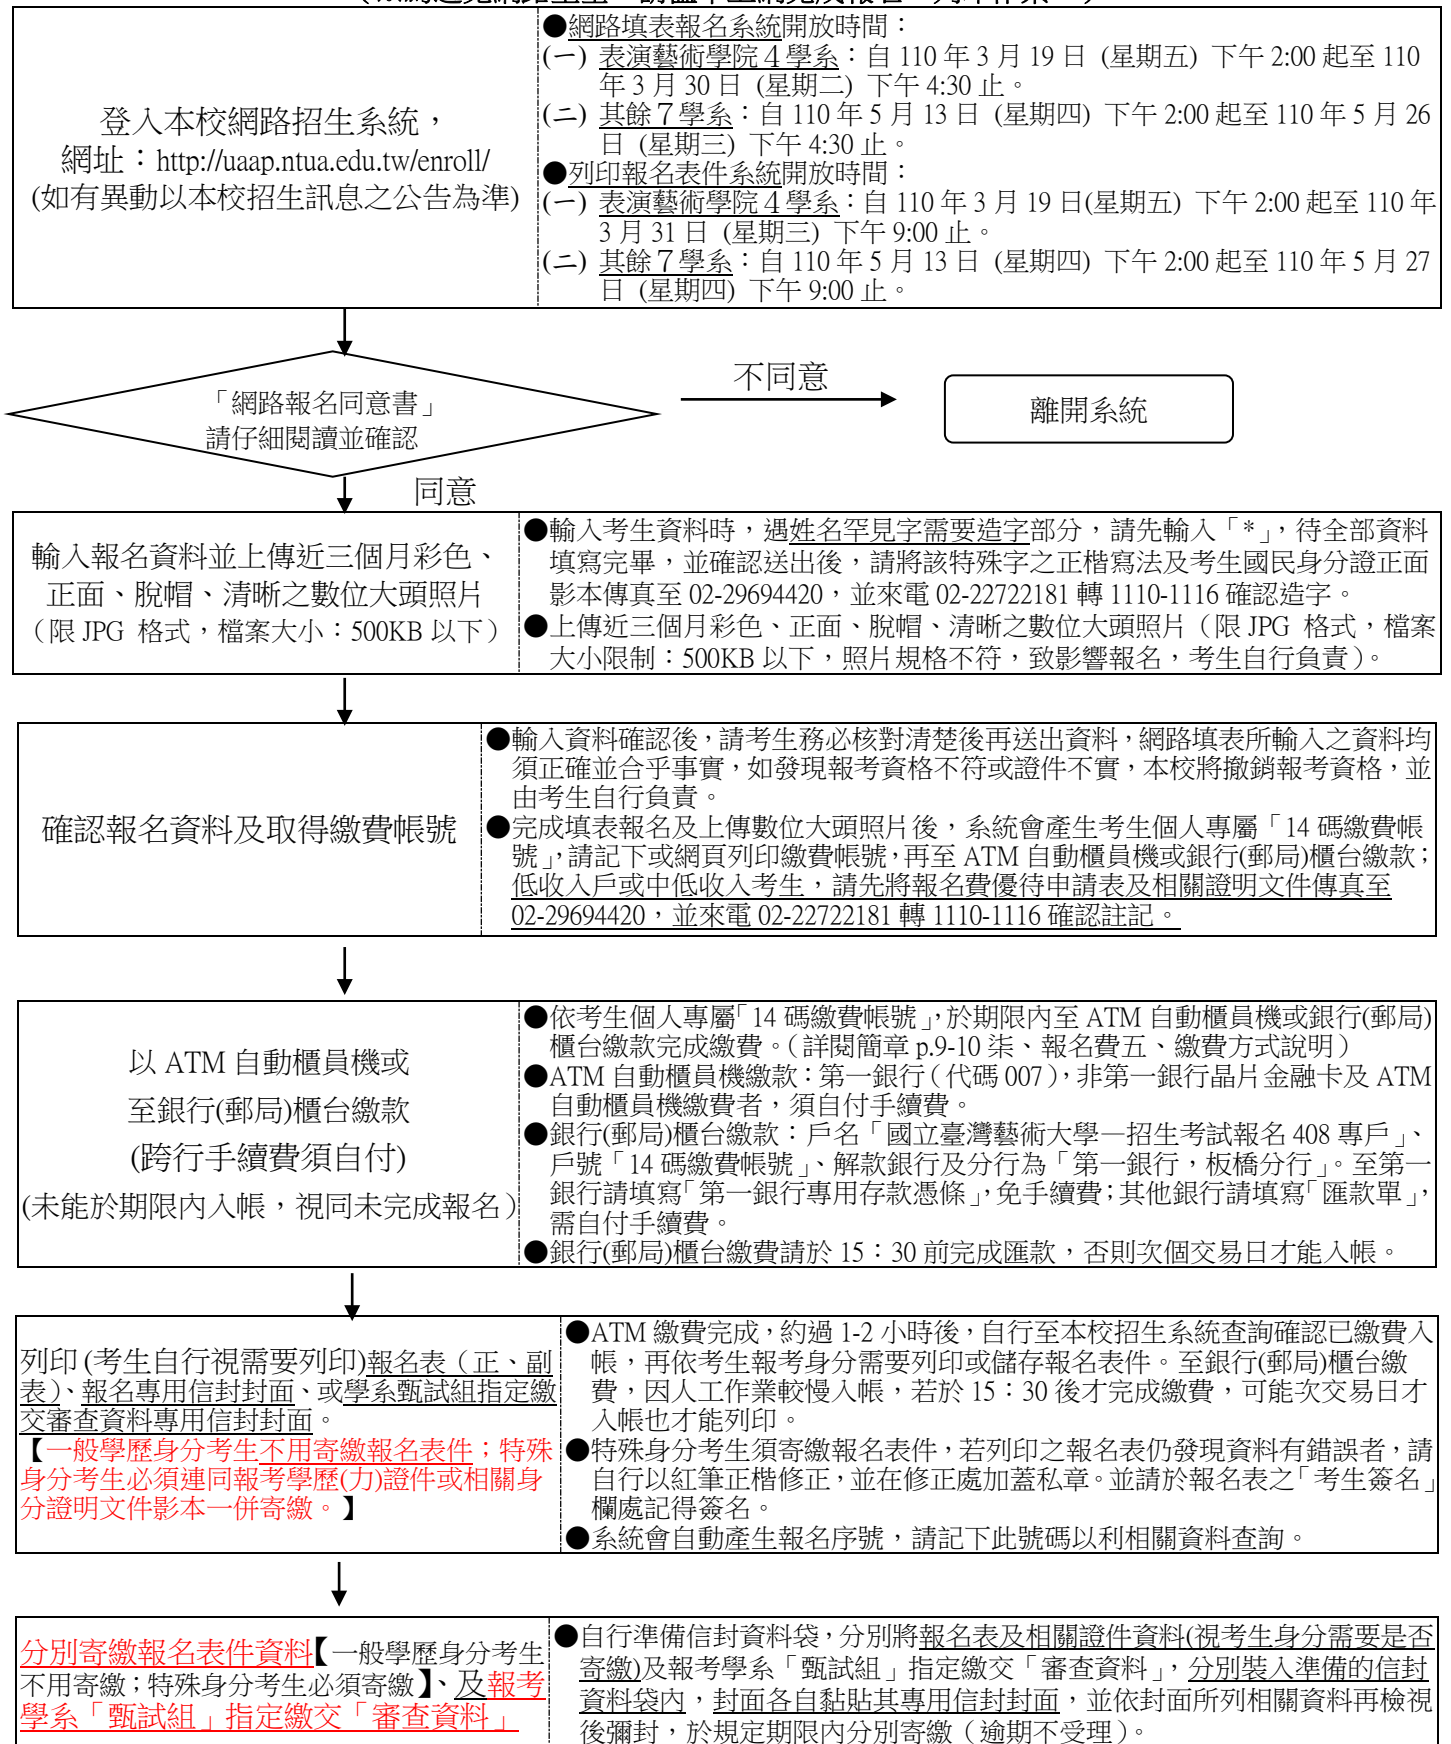 登入本校網路招生系統，
網址：http://uaap.ntua.edu.tw/enroll/
(如有異動以本校招生訊息之公告為準)
●網路填表報名系統開放時間：
(一) 表演藝術學院４學系：自 110 年 3 月 19 日 (星期五) 下午 2:00 起至 110
年 3 月 30 日 (星期二) 下午 4:30 止。
(二) 其餘７學系：自 110 年 5 月 13 日 (星期四) 下午 2:00 起至 110 年 5 月 26
日 (星期三) 下午 4:30 止。
●列印報名表件系統開放時間：
(一) 表演藝術學院４學系：自 110 年 3 月 19 日(星期五) 下午 2:00 起至 110 年
3 月 31 日 (星期三) 下午 9:00 止。
(二) 其餘７學系：自 110 年 5 月 13 日 (星期四) 下午 2:00 起至 110 年 5 月 27
日 (星期四) 下午 9:00 止。
「網路報名同意書」
請仔細閱讀並確認
不同意
離開系統
同意
輸入報名資料並上傳近三個月彩色、
正面、脫帽、清晰之數位大頭照片
（限 JPG 格式，檔案大小：500KB 以下）
●輸入考生資料時，遇姓名罕見字需要造字部分，請先輸入「*」，待全部資料
填寫完畢，並確認送出後，請將該特殊字之正楷寫法及考生國民身分證正面
影本傳真至 02-29694420，並來電 02-22722181 轉 1110-1116 確認造字。
●上傳近三個月彩色、正面、脫帽、清晰之數位大頭照片（限 JPG 格式，檔案
大小限制：500KB 以下，照片規格不符，致影響報名，考生自行負責）。
確認報名資料及取得繳費帳號
●輸入資料確認後，請考生務必核對清楚後再送出資料，網路填表所輸入之資料均
須正確並合乎事實，如發現報考資格不符或證件不實，本校將撤銷報考資格，並
由考生自行負責。
●完成填表報名及上傳數位大頭照片後，系統會產生考生個人專屬「14 碼繳費帳
號」，請記下或網頁列印繳費帳號，再至 ATM 自動櫃員機或銀行(郵局)櫃台繳款；
低收入戶或中低收入考生，請先將報名費優待申請表及相關證明文件傳真至
02-29694420，並來電 02-22722181 轉 1110-1116 確認註記。
以 ATM 自動櫃員機或
至銀行(郵局)櫃台繳款
(跨行手續費須自付)
(未能於期限內入帳，視同未完成報名)
●依考生個人專屬「14 碼繳費帳號」，於期限內至 ATM 自動櫃員機或銀行(郵局)
櫃台繳款完成繳費。（詳閱簡章 p.9-10 柒、報名費五、繳費方式說明）
●ATM 自動櫃員機繳款：第一銀行（代碼 007），非第一銀行晶片金融卡及 ATM
自動櫃員機繳費者，須自付手續費。
●銀行(郵局)櫃台繳款：戶名「國立臺灣藝術大學—招生考試報名 408 專戶」、
戶號「14 碼繳費帳號」、解款銀行及分行為「第一銀行，板橋分行」。至第一
銀行請填寫「第一銀行專用存款憑條」，免手續費；其他銀行請填寫「匯款單」，
需自付手續費。
●銀行(郵局)櫃台繳費請於 15：30 前完成匯款，否則次個交易日才能入帳。
列印 (考生自行視需要列印)報名表（正、副
表）、報名專用信封封面、或學系甄試組指定繳
交審查資料專用信封封面。
【一般學歷身分考生不用寄繳報名表件；特殊
身分考生必須連同報考學歷(力)證件或相關身
分證明文件影本一併寄繳。】
●ATM 繳費完成，約過 1-2 小時後，自行至本校招生系統查詢確認已繳費入
帳，再依考生報考身分需要列印或儲存報名表件。至銀行(郵局)櫃台繳
費，因人工作業較慢入帳，若於 15：30 後才完成繳費，可能次交易日才
入帳也才能列印。
●特殊身分考生須寄繳報名表件，若列印之報名表仍發現資料有錯誤者，請
自行以紅筆正楷修正，並在修正處加蓋私章。並請於報名表之「考生簽名」
欄處記得簽名。
●系統會自動產生報名序號，請記下此號碼以利相關資料查詢。
分別寄繳報名表件資料【一般學歷身分考生
不用寄繳；特殊身分考生必須寄繳】、及報考
學系「甄試組」指定繳交「審查資料」
●自行準備信封資料袋，分別將報名表及相關證件資料(視考生身分需要是否
寄繳)及報考學系「甄試組」指定繳交「審查資料」，分別裝入準備的信封
資料袋內，封面各自黏貼其專用信封封面，並依封面所列相關資料再檢視
後彌封，於規定期限內分別寄繳（逾期不受理）。